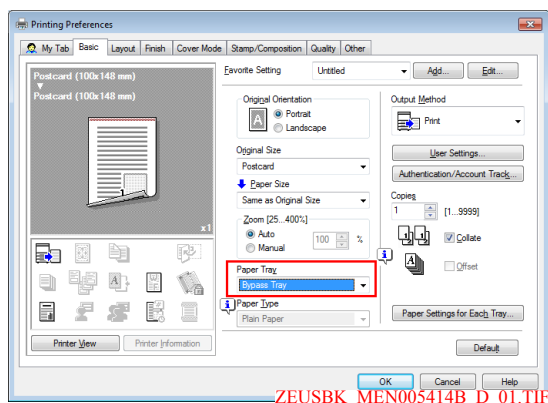 Printing Preferences
My Tab Basic Layout Finish Cover Mode Stamp/Composition Quality Other
Postcard (100x148 mm)
Postcard (100x148 mm)
1
x1
Printer View Printer Information
Favorite Setting Untitled Add... Edit...
Original Orientation
A Portrait
Landscape
Original Size
Postcard
Paper Size
Same as Original Size
Zoom [25...400%]
Auto
Manual
100 %
Paper Tray
Bypass Tray
Paper Type
Plain Paper
Output Method
Print
User Settings...
Authentication/Account Track...
Copies
1 [1...9999]
Collate
Offset
Paper Settings for Each Tray...
Default
OK Cancel Help
ZEUSBK_MEN005414B_D_01.TIF